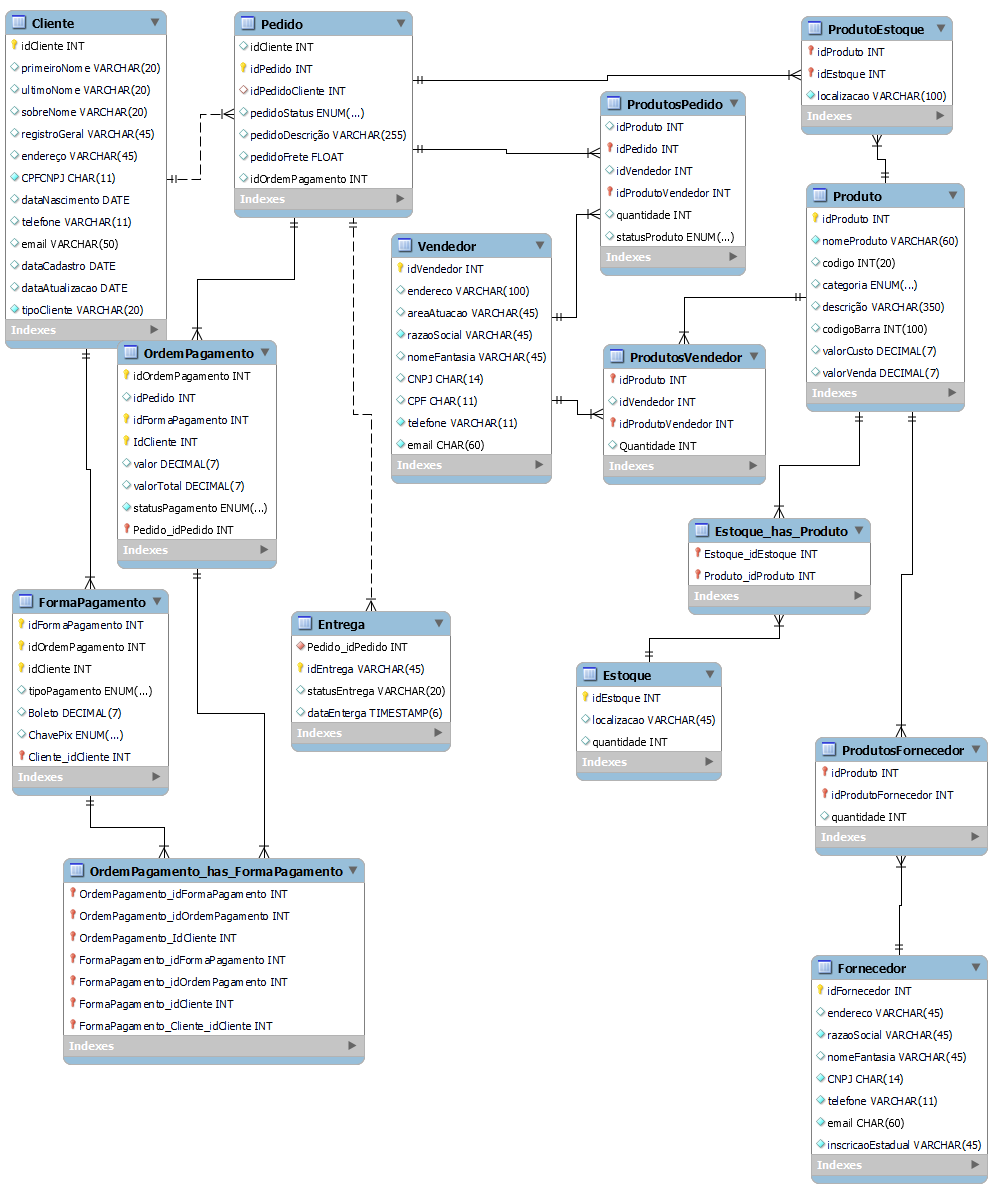 Cliente
idCliente INT
primeiroNome VARCHAR(20)
ultimoNome VARCHAR(20)
sobreNome VARCHAR(20)
registroGeral VARCHAR(45)
endereço VARCHAR(45)
CPFCNPJ CHAR(11)
dataNascimento DATE
telefone VARCHAR(11)
email VARCHAR(50)
dataCadastro DATE
dataAtualizacao DATE
tipoCliente VARCHAR(20)
Indexes
Pedido
idCliente INT
idPedido INT
idPedidoCliente INT
pedidoStatus ENUM(...)
pedidoDescrição VARCHAR(255)
pedidoFrete FLOAT
idOrdemPagamento INT
Indexes
ProdutoEstoque
idProduto INT
idEstoque INT
localizacao VARCHAR(100)
Indexes
ProdutosPedido
idProduto INT
idPedido INT
idVendedor INT
idProdutoVendedor INT
quantidade INT
statusProduto ENUM(...)
Indexes
Produto
idProduto INT
nomeProduto VARCHAR(60)
codigo INT(20)
categoria ENUM(...)
descrição VARCHAR(350)
codigoBarra INT(100)
valorCusto DECIMAL(7)
valorVenda DECIMAL(7)
Indexes
Vendedor
idVendedor INT
endereco VARCHAR(100)
areaAtuacao VARCHAR(45)
razaoSocial VARCHAR(45)
nomeFantasia VARCHAR(45)
CNPJ CHAR(14)
CPF CHAR(11)
telefone VARCHAR(11)
email CHAR(60)
Indexes
OrdemPagamento
idOrdemPagamento INT
idPedido INT
idFormaPagamento INT
IdCliente INT
valor DECIMAL(7)
valorTotal DECIMAL(7)
statusPagamento ENUM(...)
Pedido_idPedido INT
Indexes
ProdutosVendedor
idProduto INT
idVendedor INT
idProdutoVendedor INT
Quantidade INT
Indexes
Estoque_has_Produto
Estoque_idEstoque INT
Produto_idProduto INT
Indexes
FormaPagamento
idFormaPagamento INT
idOrdemPagamento INT
idCliente INT
tipoPagamento ENUM(...)
Boleto DECIMAL(7)
ChavePix ENUM(...)
Cliente_idCliente INT
Indexes
Entrega
Pedido_idPedido INT
idEntrega VARCHAR(45)
statusEntrega VARCHAR(20)
dataEnterga TIMESTAMP(6)
Indexes
Estoque
idEstoque INT
localizacao VARCHAR(45)
quantidade INT
Indexes
ProdutosFornecedor
idProduto INT
idProdutoFornecedor INT
quantidade INT
Indexes
OrdemPagamento_has_FormaPagamento
OrdemPagamento_idFormaPagamento INT
OrdemPagamento_idOrdemPagamento INT
OrdemPagamento_IdCliente INT
FormaPagamento_idFormaPagamento INT
FormaPagamento_idOrdemPagamento INT
FormaPagamento_idCliente INT
FormaPagamento_Cliente_idCliente INT
Indexes
Fornecedor
idFornecedor INT
endereco VARCHAR(45)
razaoSocial VARCHAR(45)
nomeFantasia VARCHAR(45)
CNPJ CHAR(14)
telefone VARCHAR(11)
email CHAR(60)
inscricaoEstadual VARCHAR(45)
Indexes